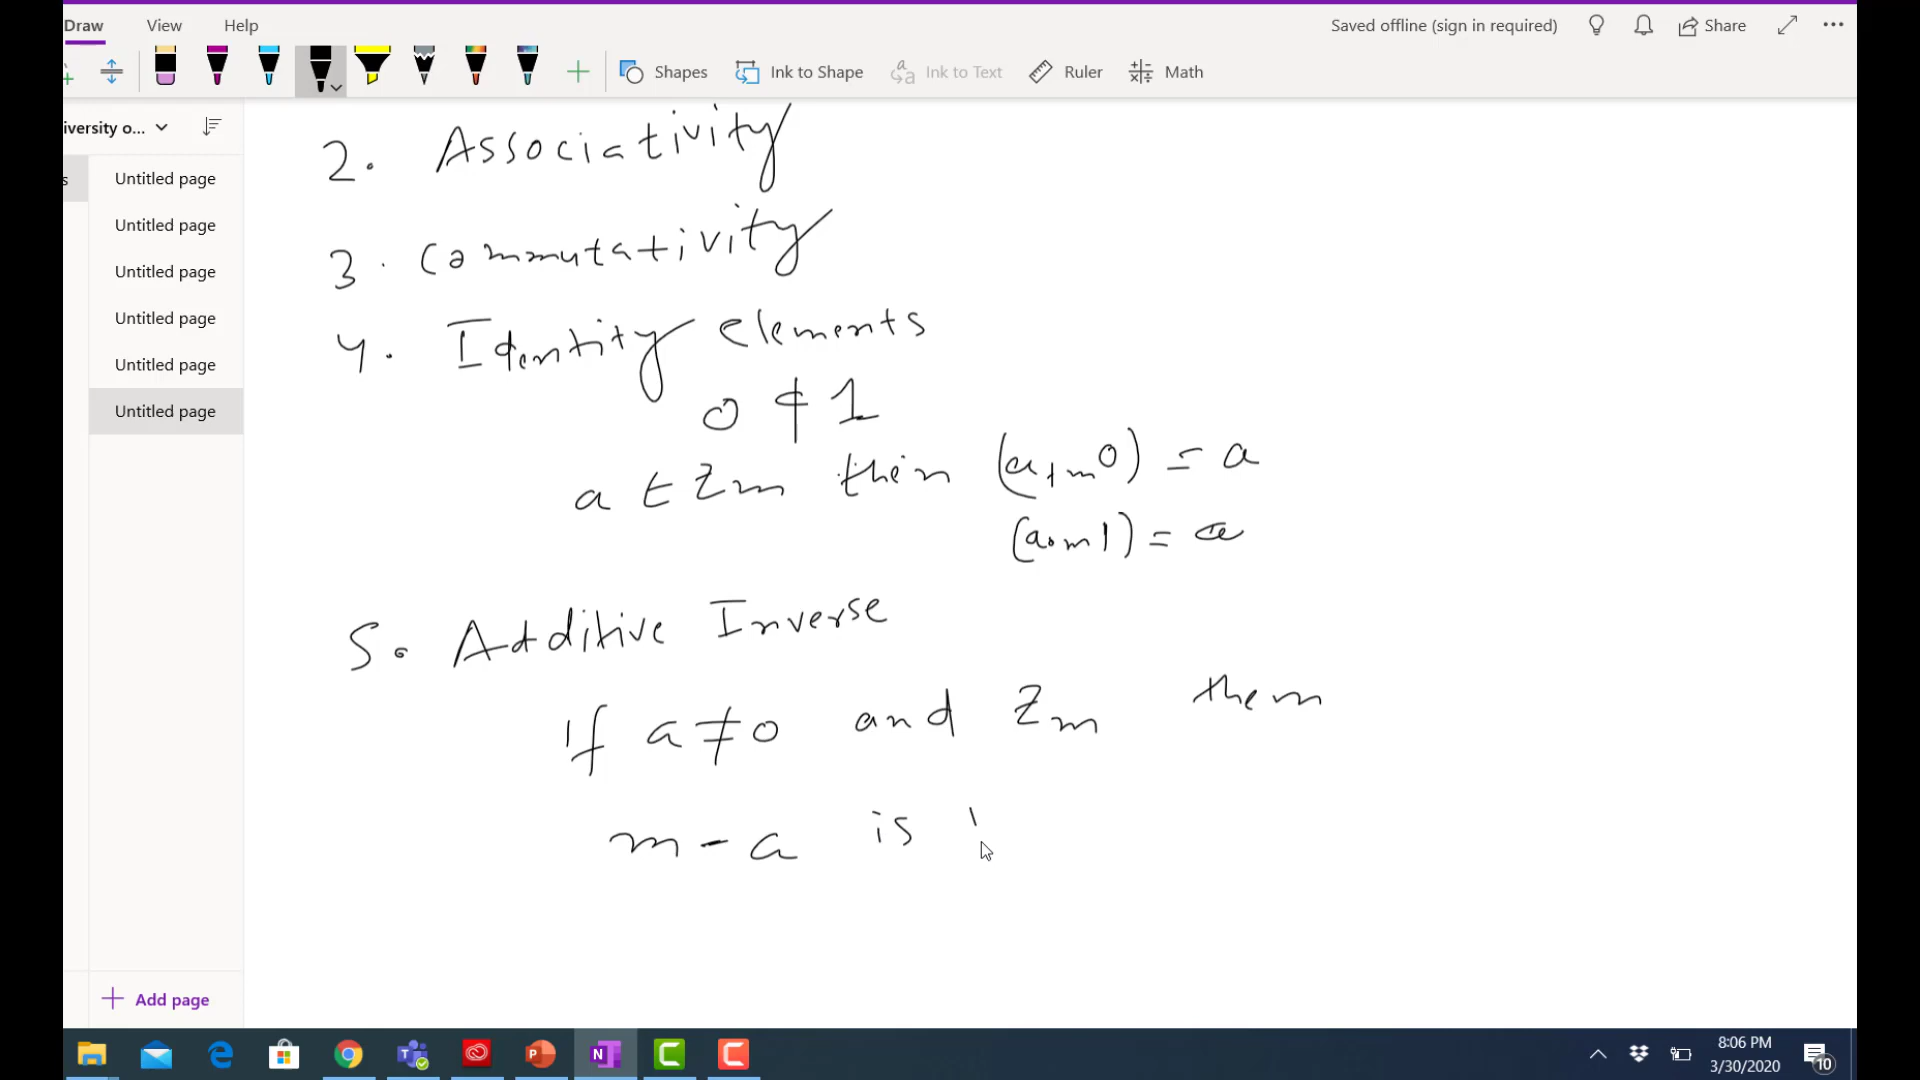 Draw View Help Saved offline (sign in required) Share
Shapes Ink to Shape Ink to Text Ruler Math
iversity o...
s
Untitled page
Untitled page
Untitled page
Untitled page
Untitled page
Untitled page
2. Associativity
3. Commutativity
4. Identity elements
0 & 1
a ∈ Zm then (a +m 0) = a
(a ·m 1) = a
5. Additive Inverse
If a ≠ 0 and Zm then
m - a is
Add page
8:06 PM
3/30/2020
10